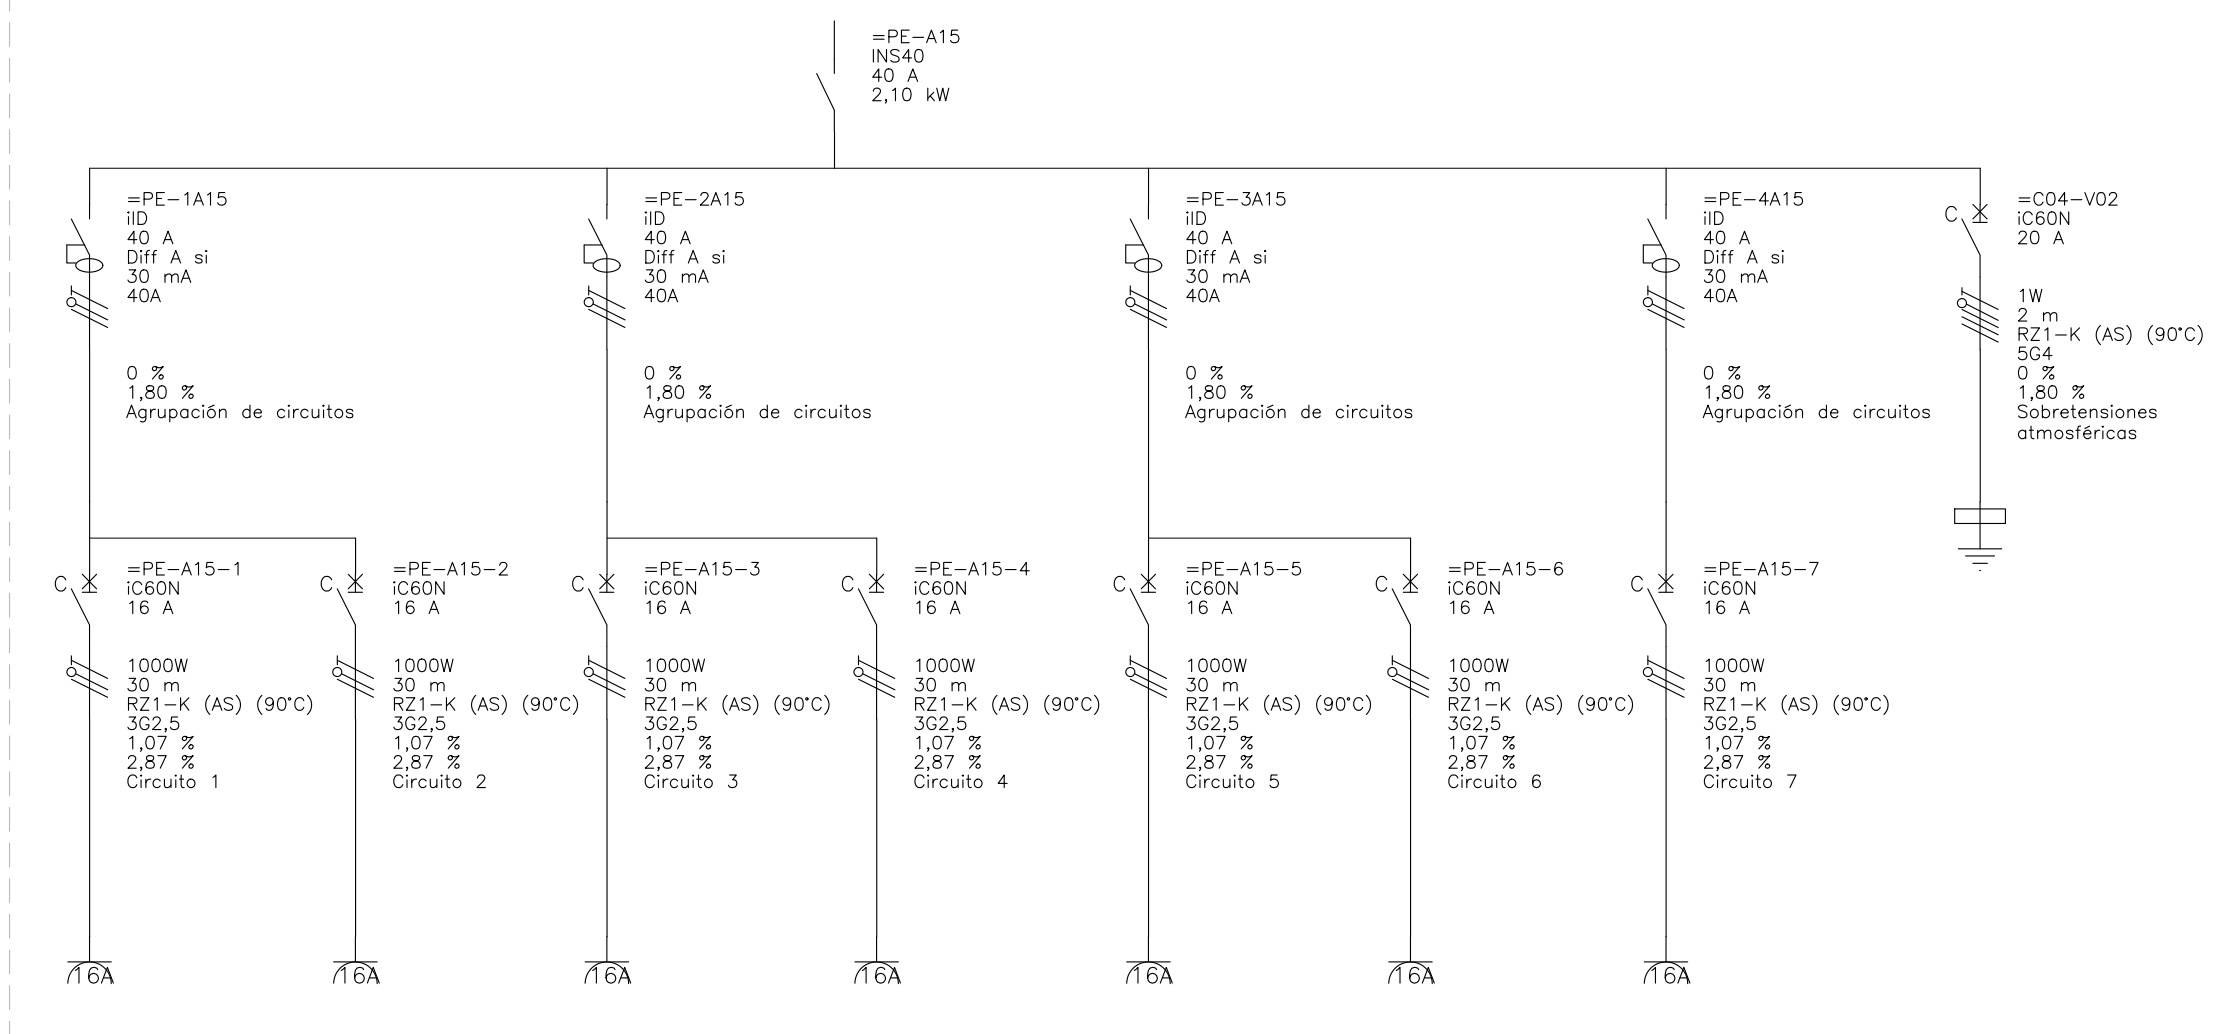 =PE-A15
INS40
40 A
2,10 kW
=PE-1A15
iID
40 A
Diff A si
30 mA
40A
0 %
1,80 %
Agrupación de circuitos
=PE-2A15
iID
40 A
Diff A si
30 mA
40A
0 %
1,80 %
Agrupación de circuitos
=PE-3A15
iID
40 A
Diff A si
30 mA
40A
0 %
1,80 %
Agrupación de circuitos
=PE-4A15
iID
40 A
Diff A si
30 mA
40A
0 %
1,80 %
Agrupación de circuitos
C
=C04-V02
iC60N
20 A
1W
2 m
RZ1-K (AS) (90°C)
5G4
0 %
1,80 %
Sobretensiones
atmosféricas
C
=PE-A15-1
iC60N
16 A
1000W
30 m
RZ1-K (AS) (90°C)
3G2,5
1,07 %
2,87 %
Circuito 1
16A
C
=PE-A15-2
iC60N
16 A
1000W
30 m
RZ1-K (AS) (90°C)
3G2,5
1,07 %
2,87 %
Circuito 2
16A
C
=PE-A15-3
iC60N
16 A
1000W
30 m
RZ1-K (AS) (90°C)
3G2,5
1,07 %
2,87 %
Circuito 3
16A
C
=PE-A15-4
iC60N
16 A
1000W
30 m
RZ1-K (AS) (90°C)
3G2,5
1,07 %
2,87 %
Circuito 4
16A
C
=PE-A15-5
iC60N
16 A
1000W
30 m
RZ1-K (AS) (90°C)
3G2,5
1,07 %
2,87 %
Circuito 5
16A
C
=PE-A15-6
iC60N
16 A
1000W
30 m
RZ1-K (AS) (90°C)
3G2,5
1,07 %
2,87 %
Circuito 6
16A
C
=PE-A15-7
iC60N
16 A
1000W
30 m
RZ1-K (AS) (90°C)
3G2,5
1,07 %
2,87 %
Circuito 7
16A